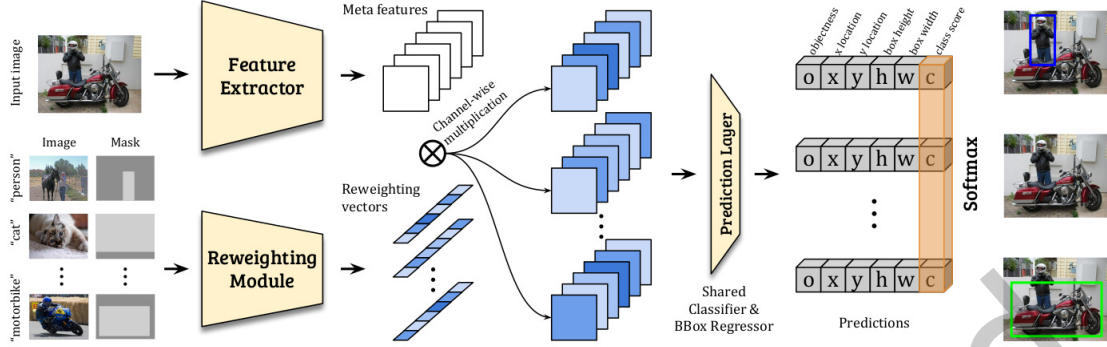 Input image
Feature
Extractor
Meta features
Channel-wise
multiplication
Image
Mask
"person"
"cat"
"motorbike"
Reweighting
Module
Reweighting
vectors
Prediction Layer
Shared
Classifier &
BBox Regressor
objectness
x location
y location
box height
box width
class score
o x y h w c
o x y h w c
o x y h w c
Predictions
Softmax